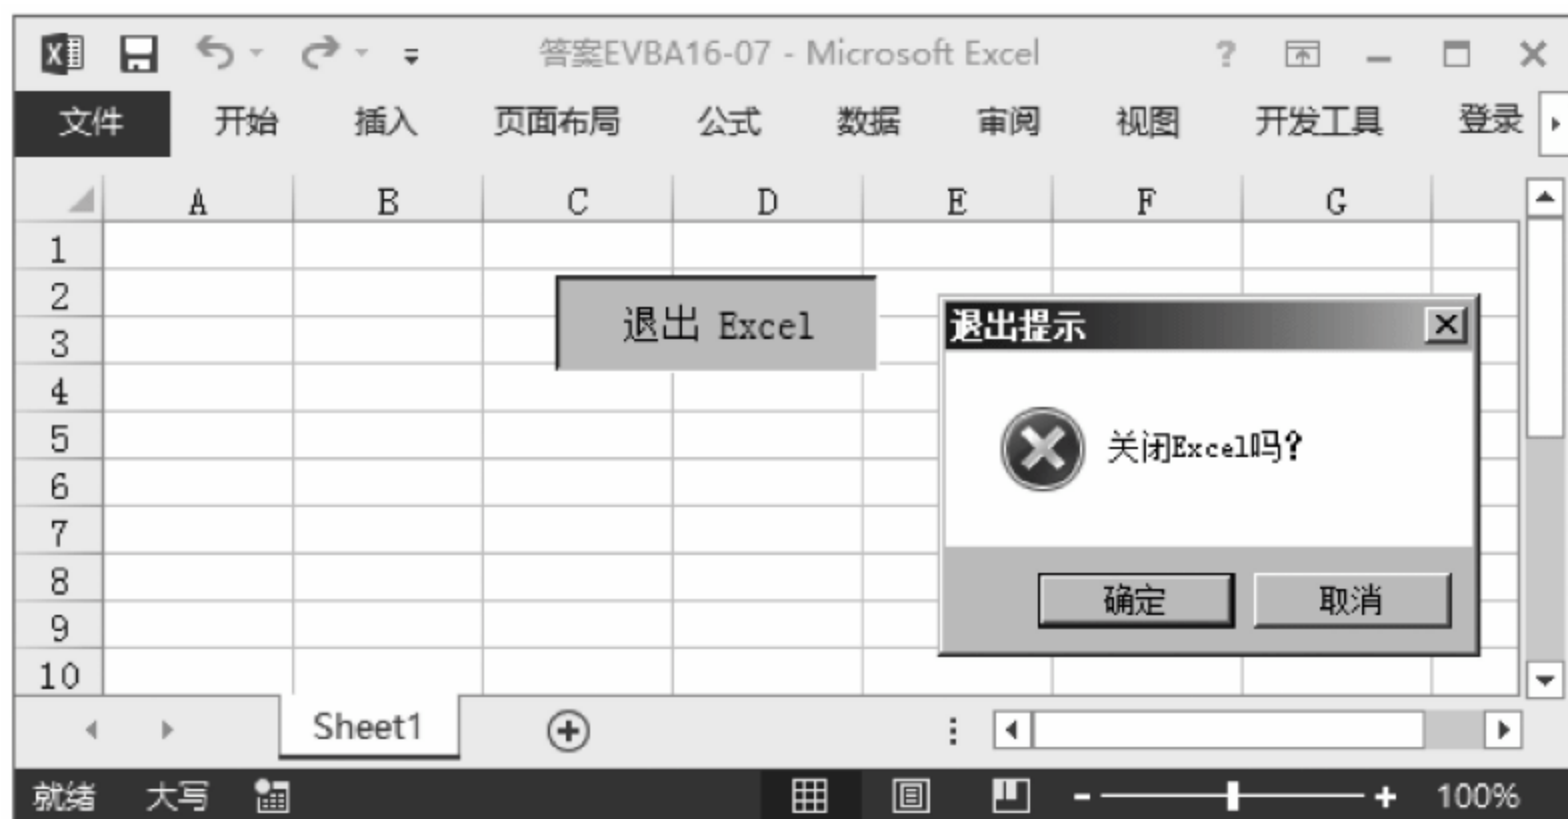 答案EVBA16-07 - Microsoft Excel ?
文件 开始 插入 页面布局 公式 数据 审阅 视图 开发工具 登录
A B C D E F G
1
2
3
4
5
6
7
8
9
10
退出 Excel
退出提示
关闭Excel吗?
确定 取消
Sheet1
就绪 大写 100%